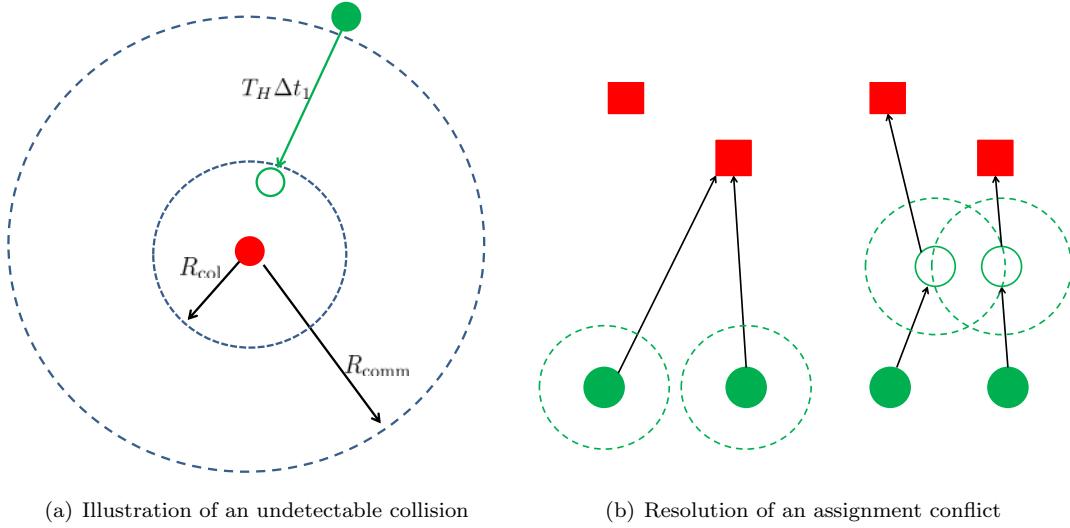 T_H Δt_1
R_col
R_comm
(a) Illustration of an undetectable collision
(b) Resolution of an assignment conflict